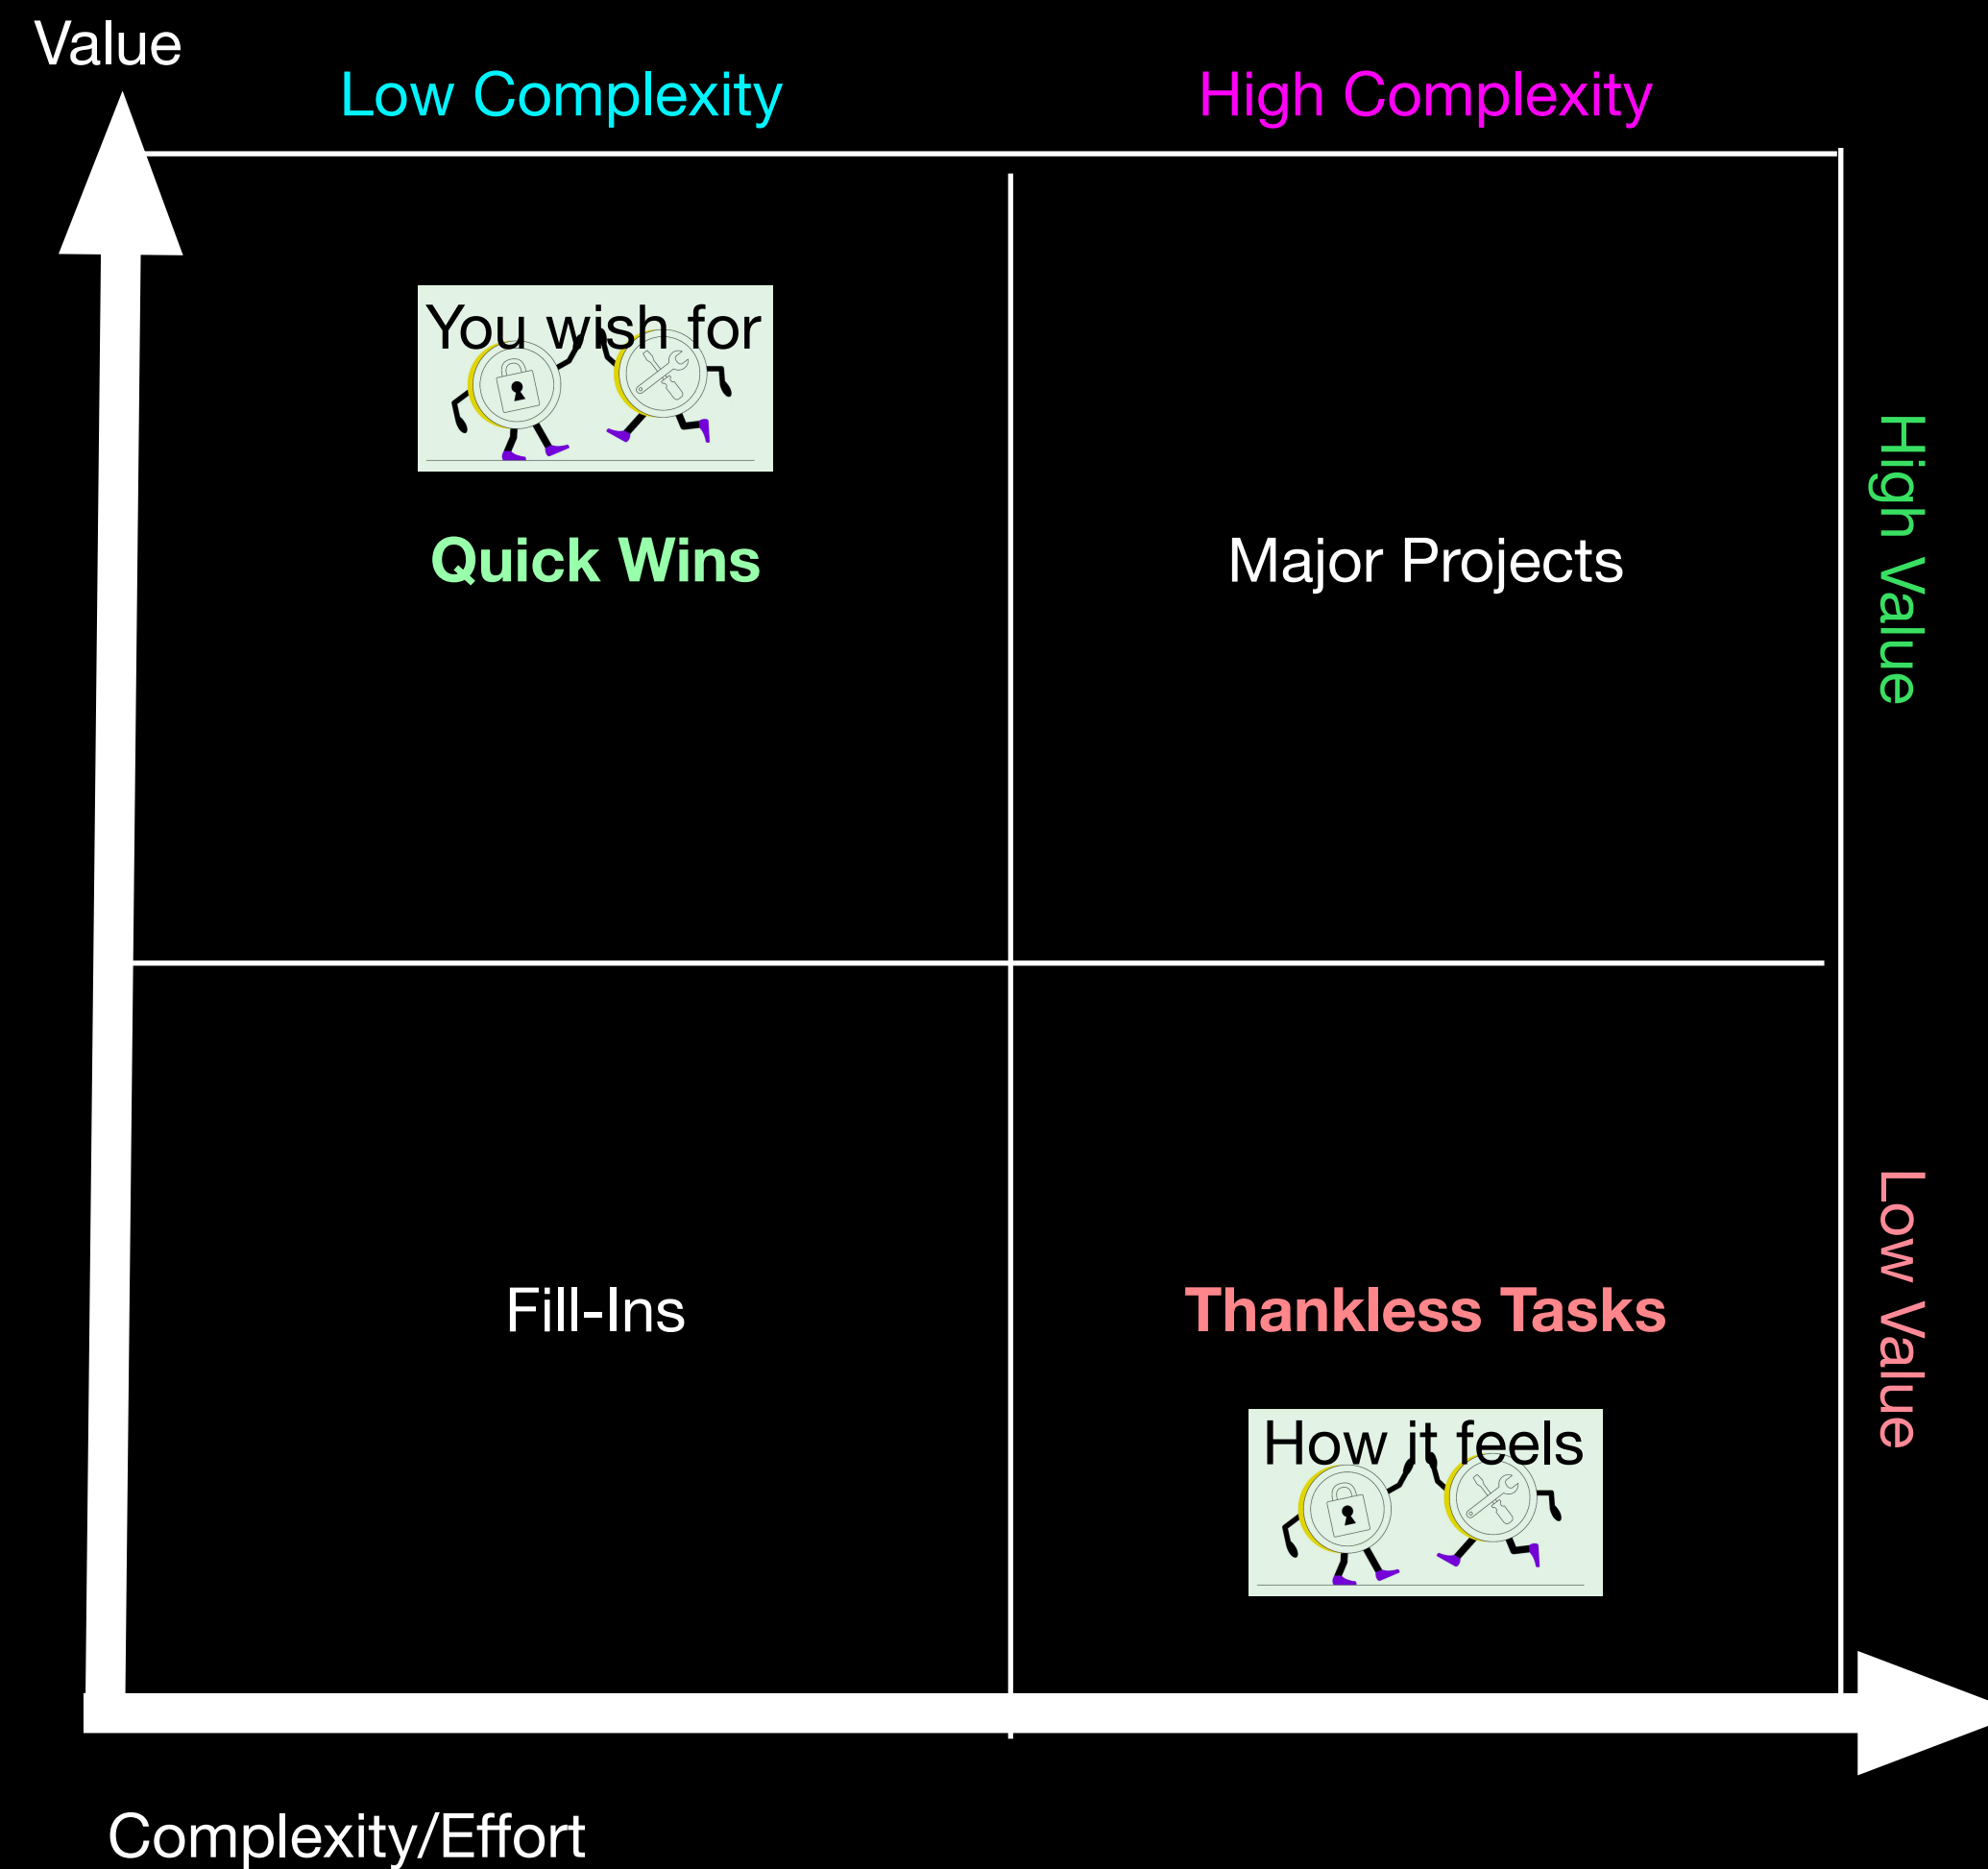 Value
Low Complexity
High Complexity
You wish for
Quick Wins
Major Projects
High Value
Fill-Ins
Thankless Tasks
Low Value
How it feels
Complexity/Effort